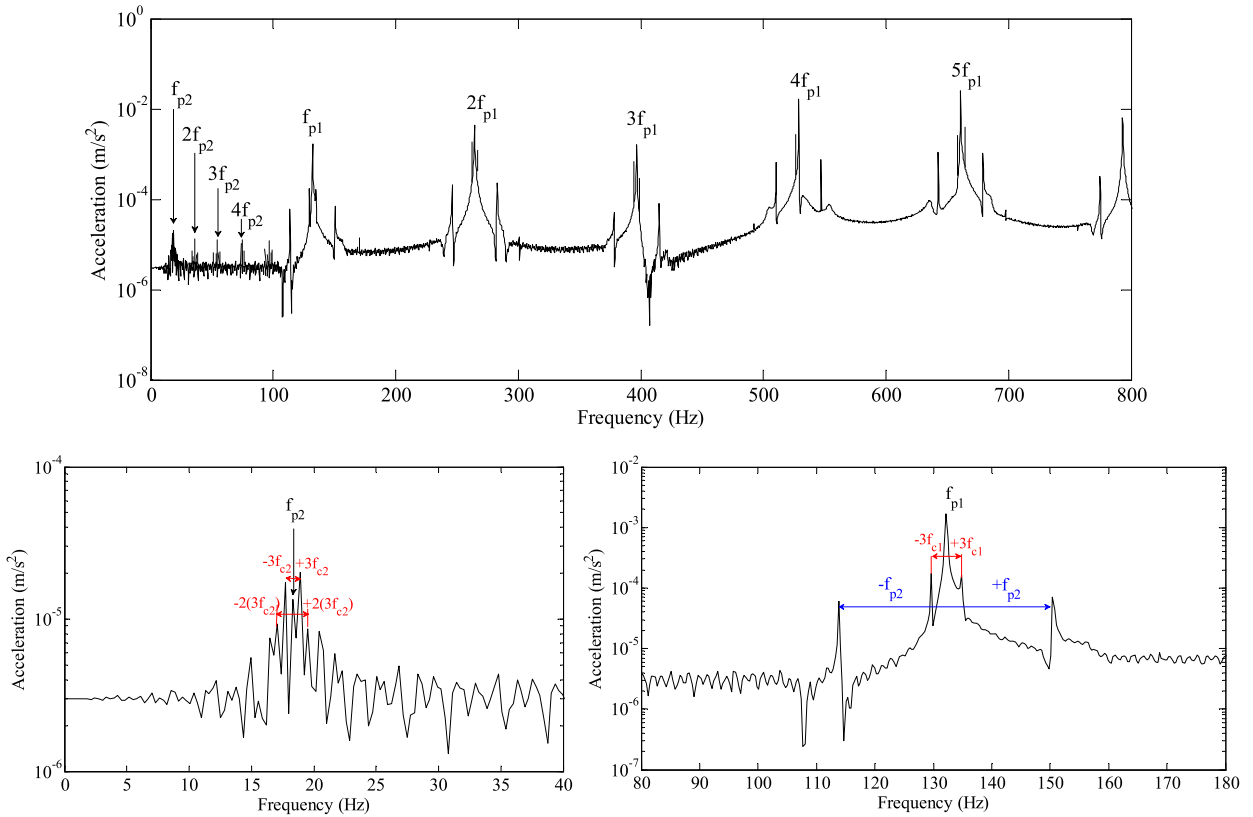 10^0
10^-2
10^-4
10^-6
10^-8
Acceleration (m/s^2)
f_p2
2f_p2
3f_p2
4f_p2
f_p1
2f_p1
3f_p1
4f_p1
5f_p1
0 100 200 300 400 500 600 700 800
Frequency (Hz)
10^-4
10^-5
10^-6
Acceleration (m/s^2)
f_p2
-3f_c2 +3f_c2
-2(3f_c2) +2(3f_c2)
0 5 10 15 20 25 30 35 40
Frequency (Hz)
10^-2
10^-3
10^-4
10^-5
10^-6
10^-7
Acceleration (m/s^2)
f_p1
-3f_c1 +3f_c1
-f_p2 +f_p2
80 90 100 110 120 130 140 150 160 170 180
Frequency (Hz)